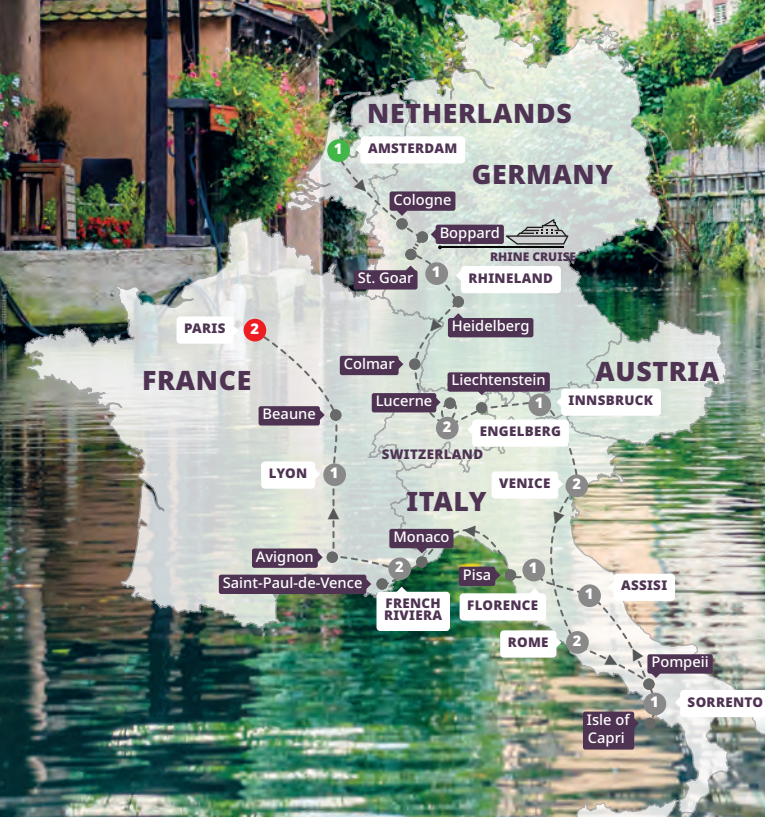 NETHERLANDS
1
AMSTERDAM
GERMANY
Cologne
Boppard
RHINE CRUISE
St. Goar
1
RHINELAND
Heidelberg
PARIS
2
FRANCE
Colmar
AUSTRIA
Liechtenstein
Lucerne
1
INNSBRUCK
Beaune
2
ENGELBERG
SWITZERLAND
LYON
1
VENICE
2
ITALY
Monaco
Avignon
2
Saint-Paul-de-Vence
FRENCH
RIVIERA
Pisa
1
FLORENCE
1
ASSISI
ROME
2
Pompeii
1
SORRENTO
Isle of
Capri